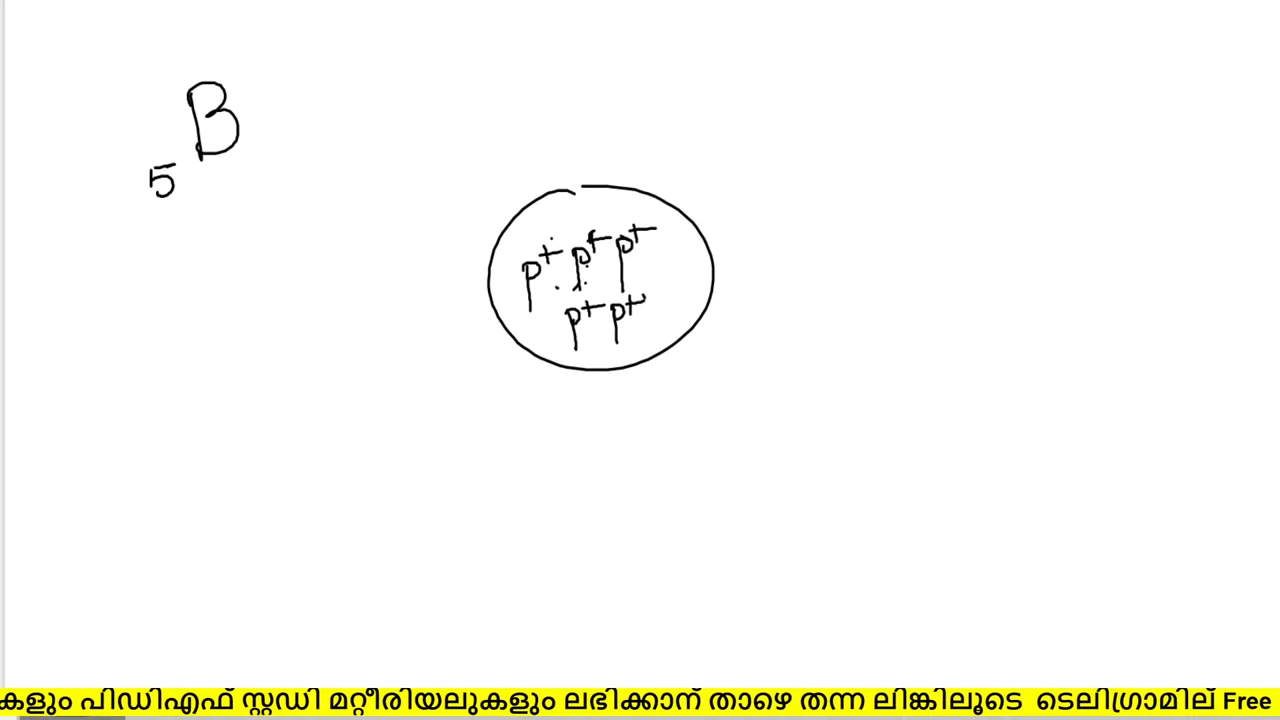 B
5
p+ p+ p+
p+ p+
കളും പിഡിഎഫ് സ്റ്റഡി മറ്റീരിയലുകളും ലഭിക്കാന് താഴെ തന്ന ലിങ്കിലൂടെ ടെലിഗ്രാമില് Free